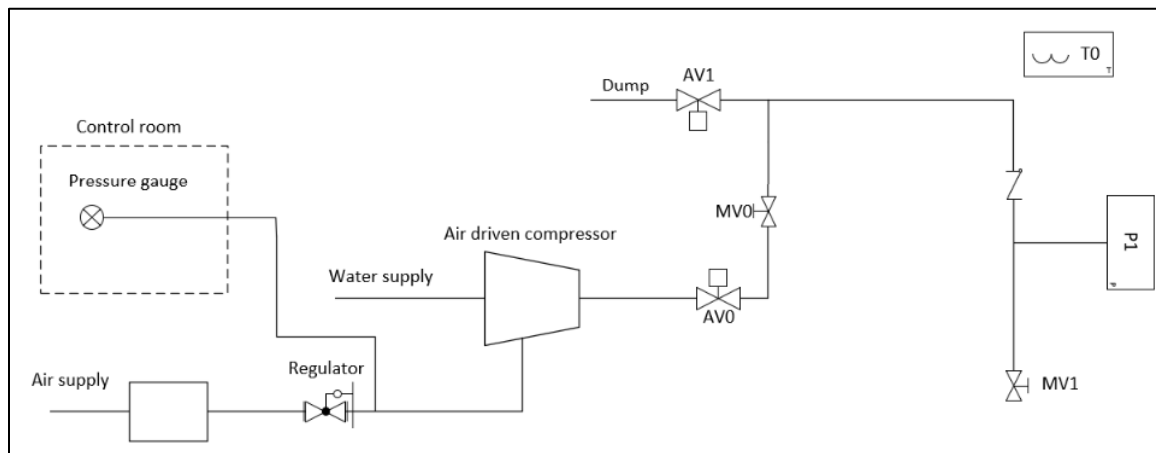 T0
T
AV1
Dump
Control room
Pressure gauge
MV0
Air driven compressor
P1
P
Water supply
AV0
Regulator
Air supply
MV1